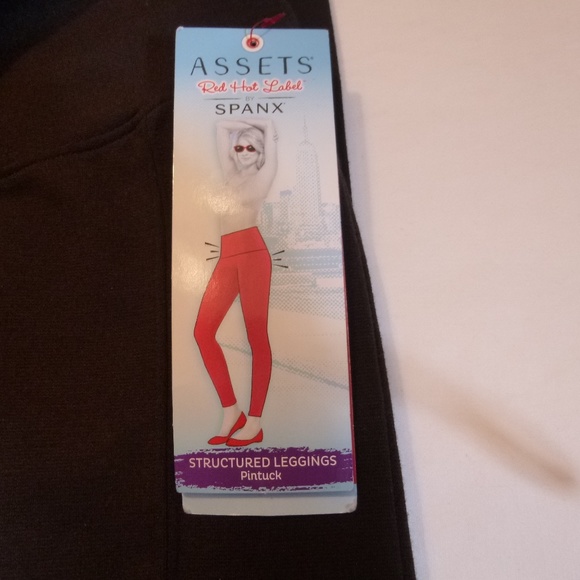 ASSETS
Red Hot Label
BY
SPANX
STRUCTURED LEGGINGS
Pintuck